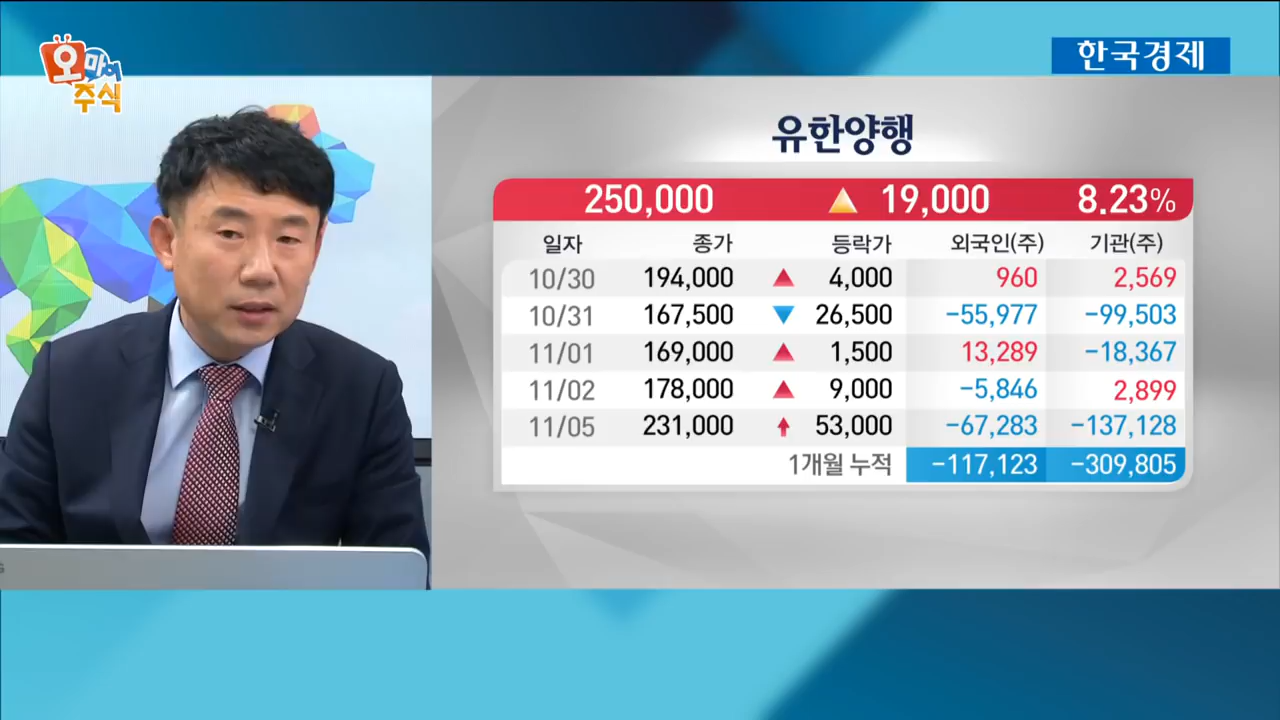 오마이
주식
한국경제
유한양행
250,000 ▲ 19,000 8.23%
일자 종가 등락가 외국인(주) 기관(주)
10/30 194,000 ▲ 4,000 960 2,569
10/31 167,500 ▼ 26,500 -55,977 -99,503
11/01 169,000 ▲ 1,500 13,289 -18,367
11/02 178,000 ▲ 9,000 -5,846 2,899
11/05 231,000 ↑ 53,000 -67,283 -137,128
1개월 누적 -117,123 -309,805